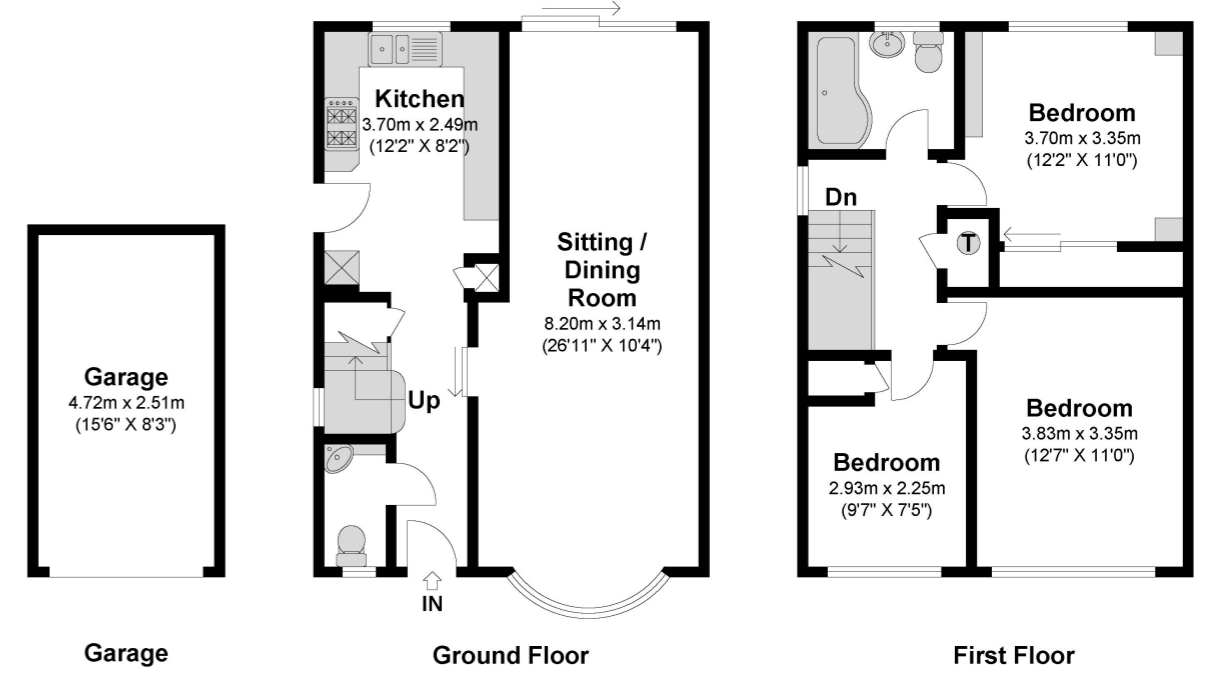 Garage
4.72m x 2.51m
(15'6" X 8'3")
Garage
Kitchen
3.70m x 2.49m
(12'2" X 8'2")
Sitting /
Dining
Room
8.20m x 3.14m
(26'11" X 10'4")
Up
IN
Ground Floor
Bedroom
3.70m x 3.35m
(12'2" X 11'0")
Dn
T
Bedroom
3.83m x 3.35m
(12'7" X 11'0")
Bedroom
2.93m x 2.25m
(9'7" X 7'5")
First Floor